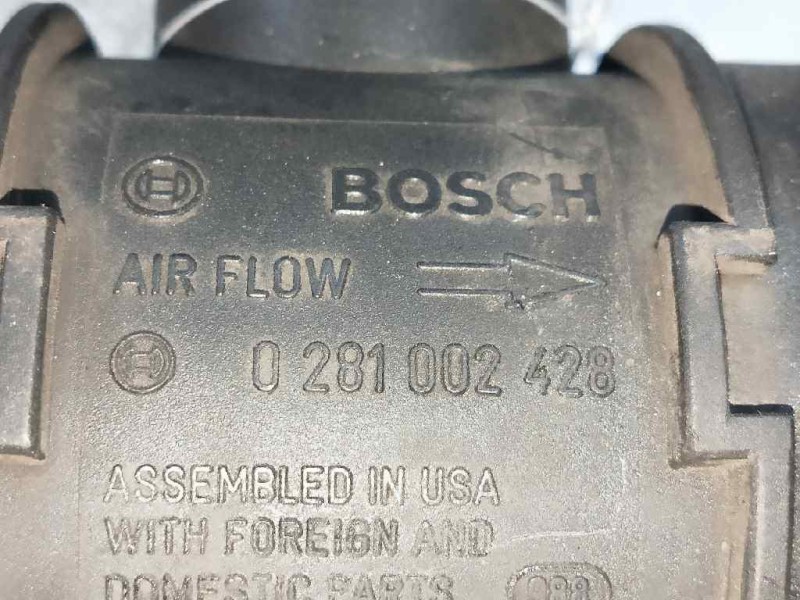 BOSCH
AIR FLOW
0 281 002 428
ASSEMBLED IN USA
WITH FOREIGN AND
DOMESTIC PARTS